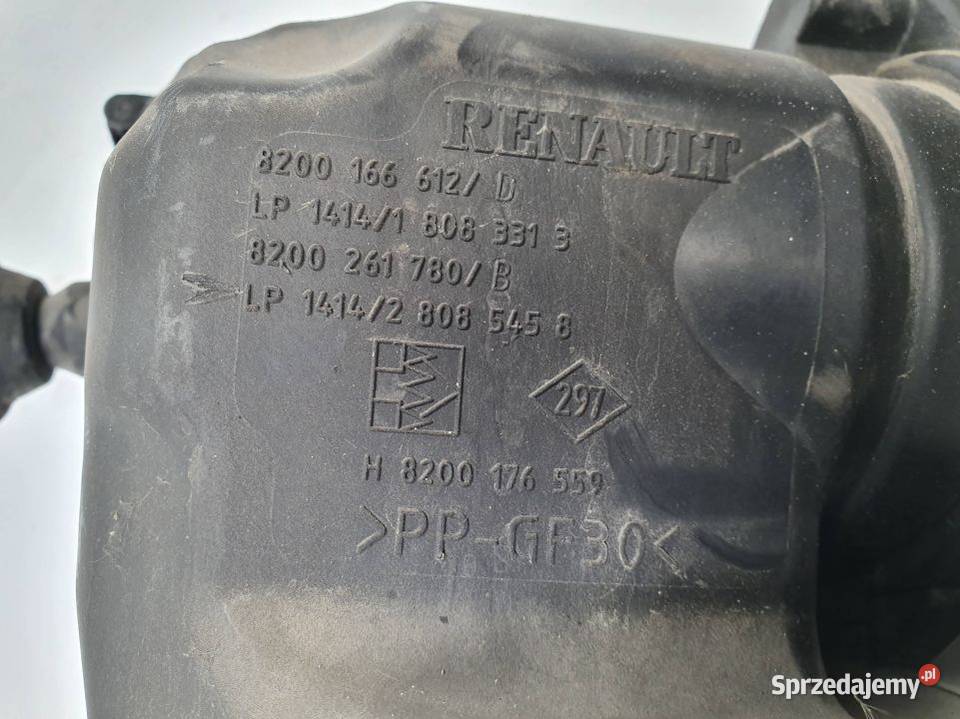 RENAULT
8200 166 612/ D
LP 1414/1 808 331 3
8200 261 780/ B
LP 1414/2 808 545 8
297
H 8200 176 559
>PP-GF30<
Sprzedajemy.pl